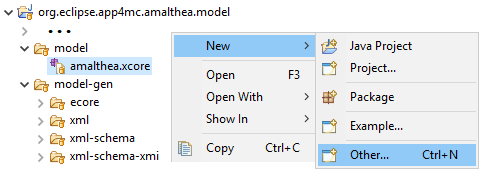 org.eclipse.app4mc.amalthea.model
...
model
amalthea.xcore
model-gen
ecore
xml
xml-schema
xml-schema-xmi
New
Open F3
Open With
Show In
Copy Ctrl+C
Java Project
Project...
Package
Example...
Other... Ctrl+N